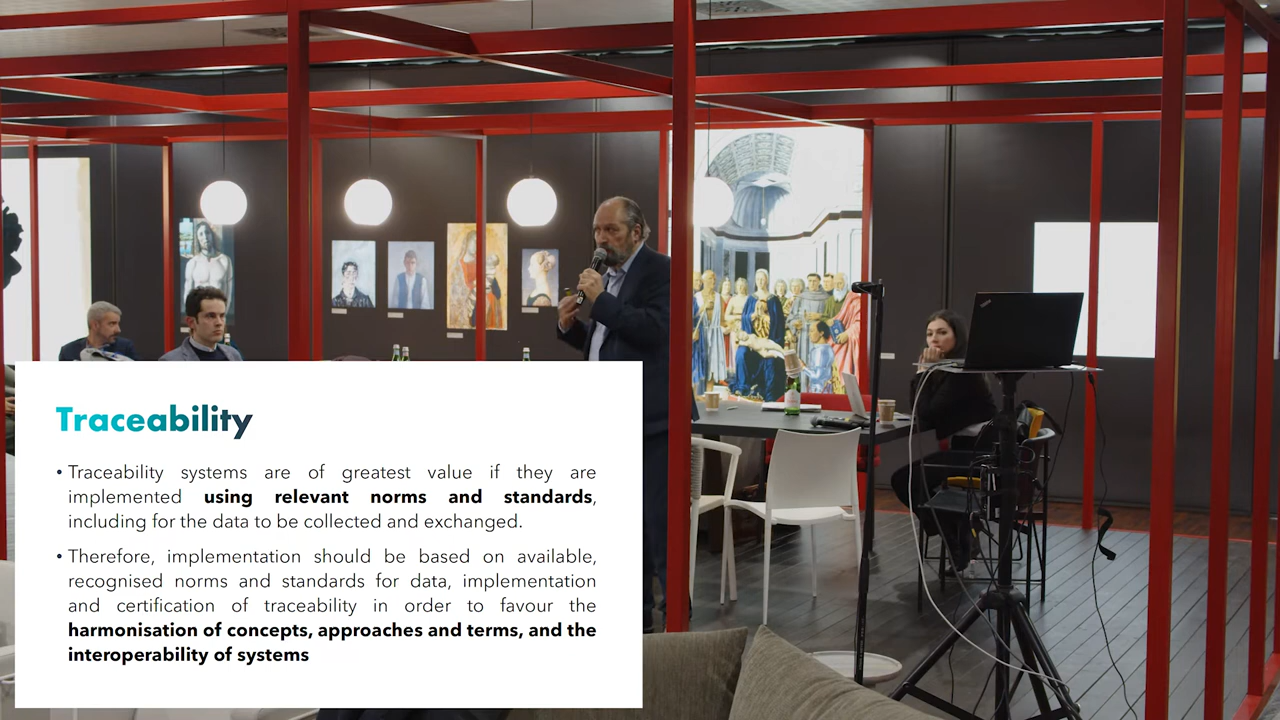 Traceability
• Traceability systems are of greatest value if they are
implemented using relevant norms and standards,
including for the data to be collected and exchanged.
• Therefore, implementation should be based on available,
recognised norms and standards for data, implementation
and certification of traceability in order to favour the
harmonisation of concepts, approaches and terms, and the
interoperability of systems